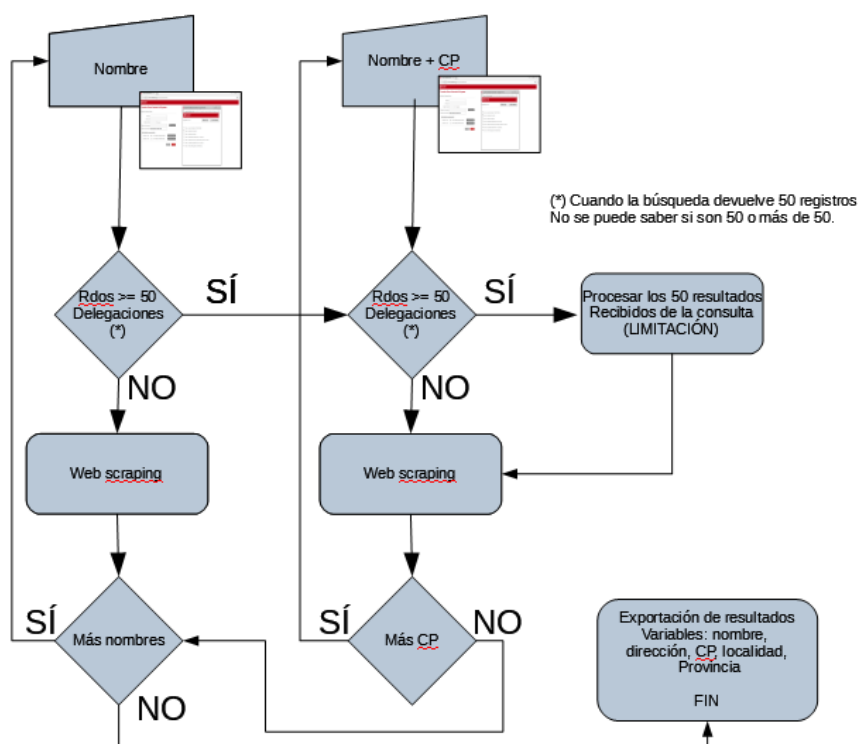 Nombre
Nombre + CP
(*) Cuando la búsqueda devuelve 50 registros
No se puede saber si son 50 o más de 50.
Rdos >= 50
Delegaciones
(*)
SÍ
Rdos >= 50
Delegaciones
(*)
SÍ
Procesar los 50 resultados
Recibidos de la consulta
(LIMITACIÓN)
NO
NO
Web scraping
Web scraping
SÍ
Más nombres
SÍ
Más CP
NO
Exportación de resultados
Variables: nombre,
dirección, CP, localidad,
Provincia
FIN
NO